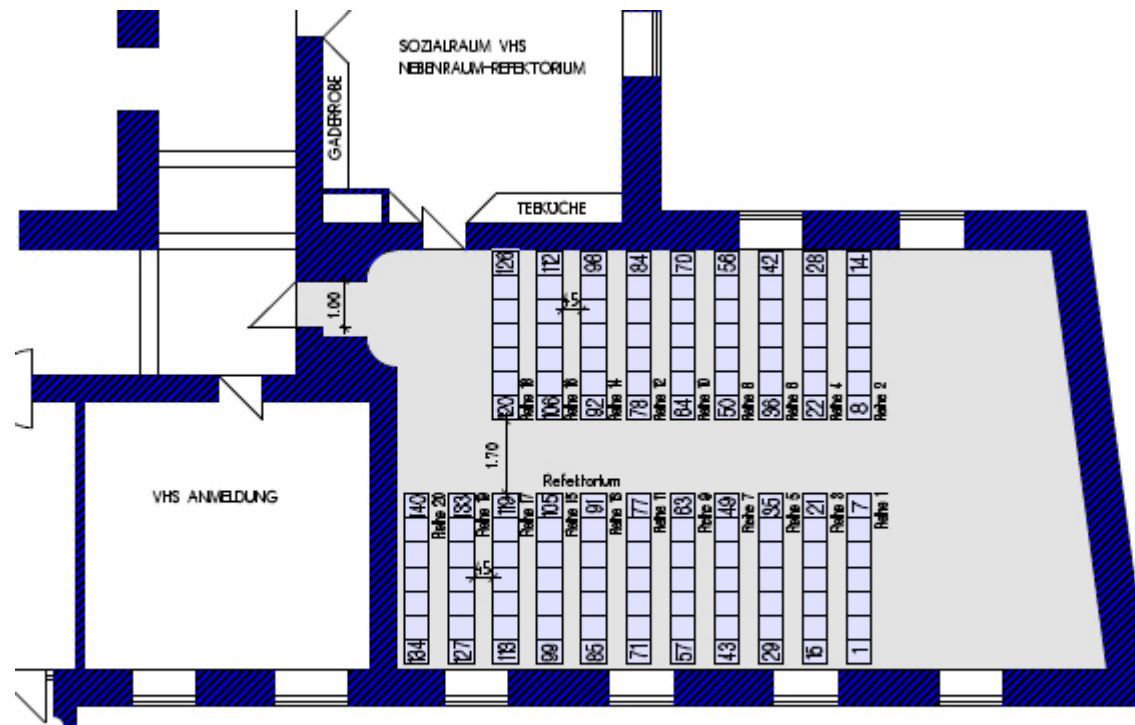 SOZIALRAUM VHS
NEBENRAUM-REFEKTORIUM
GADERROBE
TEEKÜCHE
126 112 98 84 70 56 42 28 14
1.00
45
Reihe 18 Reihe 16 Reihe 14 Reihe 12 Reihe 10 Reihe 8 Reihe 6 Reihe 4 Reihe 2
120 106 92 78 64 50 36 22 8
1.70
Refektorium
VHS ANMELDUNG
140 133 119 105 91 77 63 49 35 21 7
Reihe 20 Reihe 19 Reihe 17 Reihe 15 Reihe 13 Reihe 11 Reihe 9 Reihe 7 Reihe 5 Reihe 3 Reihe 1
45
134 127 113 99 85 71 57 43 29 15 1